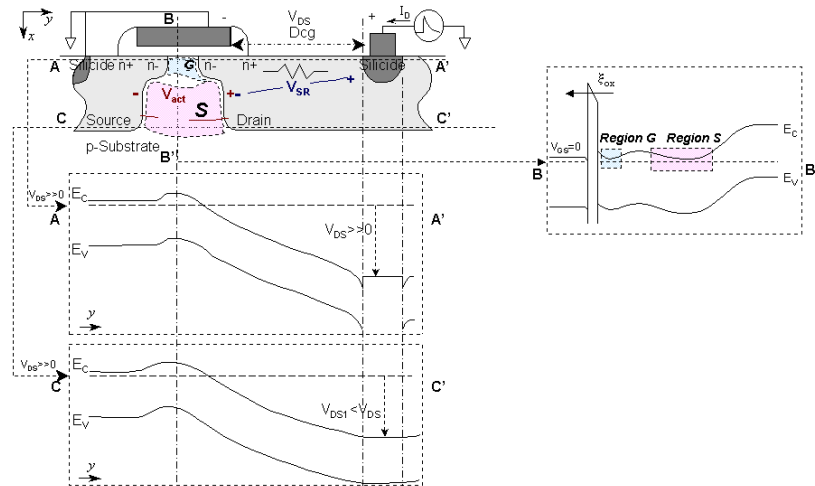 y
x
B
-
V_DS
Dcg
+
I_D
A
Silicide n+ n- G n- n+
Silicide
A'
V_act
- + -
V_SR
+
C
Source
S
Drain
C'
p-Substrate
B'
ξ_ox
V_GS=0
Region G Region S
E_C
B
E_V
B
V_DS>>0
E_C
A
A'
E_V
V_DS>>0
y
V_DS>>0
E_C
C
C'
E_V
V_DS1<V_DS
y